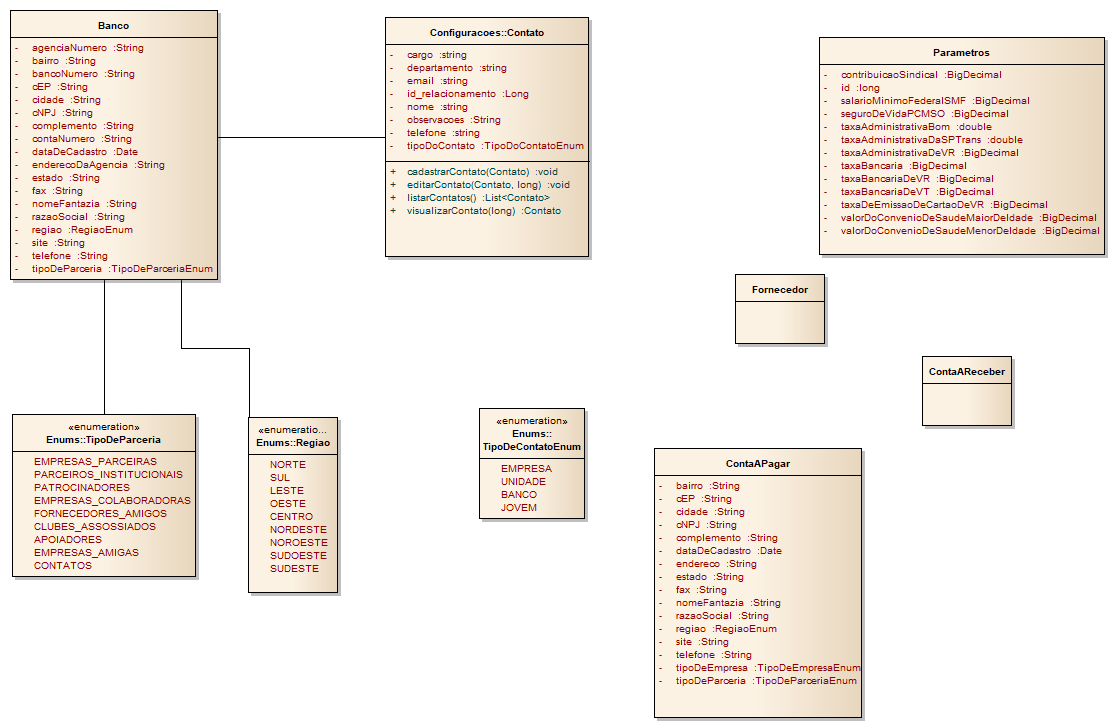 Banco
- agenciaNumero :String
- bairro :String
- bancoNumero :String
- cEP :String
- cidade :String
- cNPJ :String
- complemento :String
- contaNumero :String
- dataDeCadastro :Date
- enderecoDaAgencia :String
- estado :String
- fax :String
- nomeFantazia :String
- razaoSocial :String
- regiao :RegiaoEnum
- site :String
- telefone :String
- tipoDeParceria :TipoDeParceriaEnum
Configuracoes::Contato
- cargo :string
- departamento :string
- email :string
- id_relacionamento :Long
- nome :string
- observacoes :String
- telefone :string
- tipoDoContato :TipoDoContatoEnum
+ cadastrarContato(Contato) :void
+ editarContato(Contato, long) :void
+ listarContatos() :List<Contato>
+ visualizarContato(long) :Contato
Parametros
- contribuicaoSindical :BigDecimal
- id :long
- salarioMinimoFederalSMF :BigDecimal
- seguroDeVidaPCMSO :BigDecimal
- taxaAdministrativaBom :double
- taxaAdministrativaDaSPTrans :double
- taxaAdministrativaDeVR :BigDecimal
- taxaBancaria :BigDecimal
- taxaBancariaDeVR :BigDecimal
- taxaBancariaDeVT :BigDecimal
- taxaDeEmissaoDeCartaoDeVR :BigDecimal
- valorDoConvenioDeSaudeMaiorDeIdade :BigDecimal
- valorDoConvenioDeSaudeMenorDeIdade :BigDecimal
Fornecedor
ContaAReceber
«enumeration»
Enums::TipoDeParceria
EMPRESAS_PARCEIRAS
PARCEIROS_INSTITUCIONAIS
PATROCINADORES
EMPRESAS_COLABORADORAS
FORNECEDORES_AMIGOS
CLUBES_ASSOSSIADOS
APOIADORES
EMPRESAS_AMIGAS
CONTATOS
«enumeratio...
Enums::Regiao
NORTE
SUL
LESTE
OESTE
CENTRO
NORDESTE
NOROESTE
SUDOESTE
SUDESTE
«enumeration»
Enums::
TipoDeContatoEnum
EMPRESA
UNIDADE
BANCO
JOVEM
ContaAPagar
- bairro :String
- cEP :String
- cidade :String
- cNPJ :String
- complemento :String
- dataDeCadastro :Date
- endereco :String
- estado :String
- fax :String
- nomeFantazia :String
- razaoSocial :String
- regiao :RegiaoEnum
- site :String
- telefone :String
- tipoDeEmpresa :TipoDeEmpresaEnum
- tipoDeParceria :TipoDeParceriaEnum